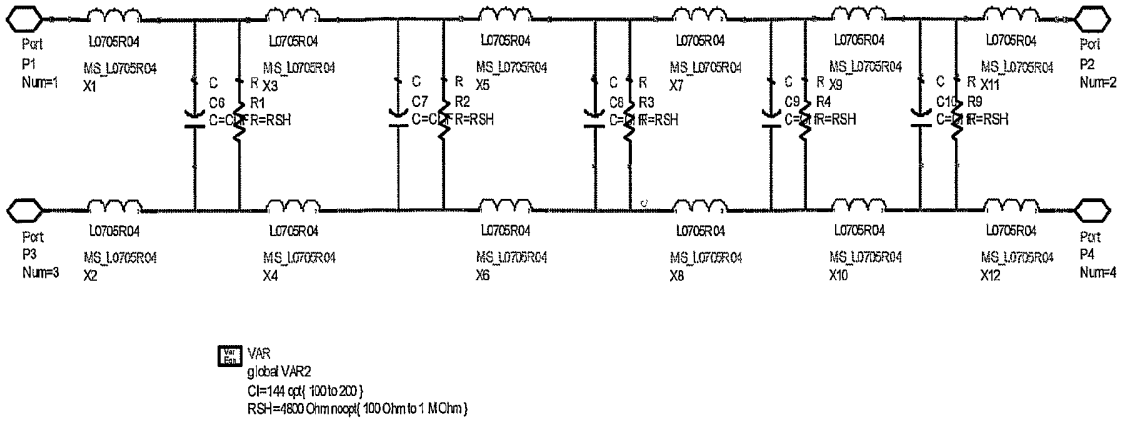 L0705R04 L0705R04 L0705R04 L0705R04 L0705R04 L0705R04
Port
P1
Num=1
MS_L0705R04
X1
MS_L0705R04
X3
MS_L0705R04
X5
MS_L0705R04
X7
MS_L0705R04
X9
MS_L0705R04
X11
Port
P2
Num=2
C
C6
R
R1
R=RSH
C
C7
R
R2
R=RSH
C
C8
R
R3
R=RSH
C
C9
R
R4
R=RSH
C
C10
R
R9
R=RSH
L0705R04 L0705R04 L0705R04 L0705R04 L0705R04 L0705R04
Port
P3
Num=3
MS_L0705R04
X2
MS_L0705R04
X4
MS_L0705R04
X6
MS_L0705R04
X8
MS_L0705R04
X10
MS_L0705R04
X12
Port
P4
Num=4
Var
Eqn
VAR
global VAR2
CI=144 opt{ 100 to 200 }
RSH=4800 Ohm noopt{ 100 Ohm to 1 MOhm }